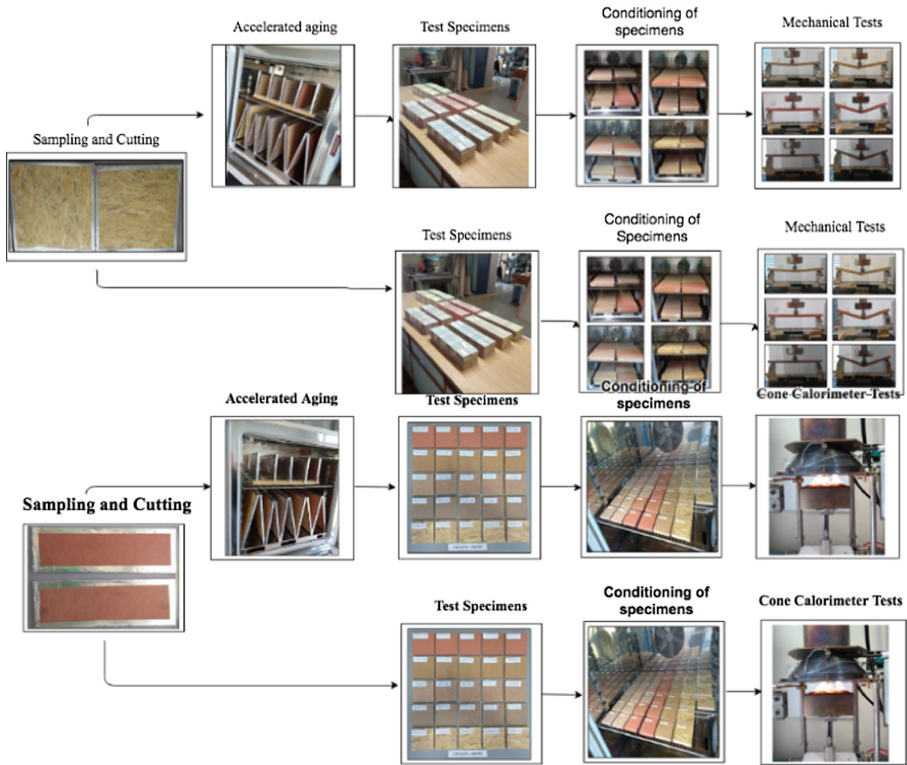 Accelerated aging
Test Specimens
Conditioning of
specimens
Mechanical Tests
Sampling and Cutting
Test Specimens
Conditioning of
Specimens
Mechanical Tests
Accelerated Aging
Test Specimens
Conditioning of
specimens
Cone Calorimeter Tests
Sampling and Cutting
Test Specimens
Conditioning of
specimens
Cone Calorimeter Tests